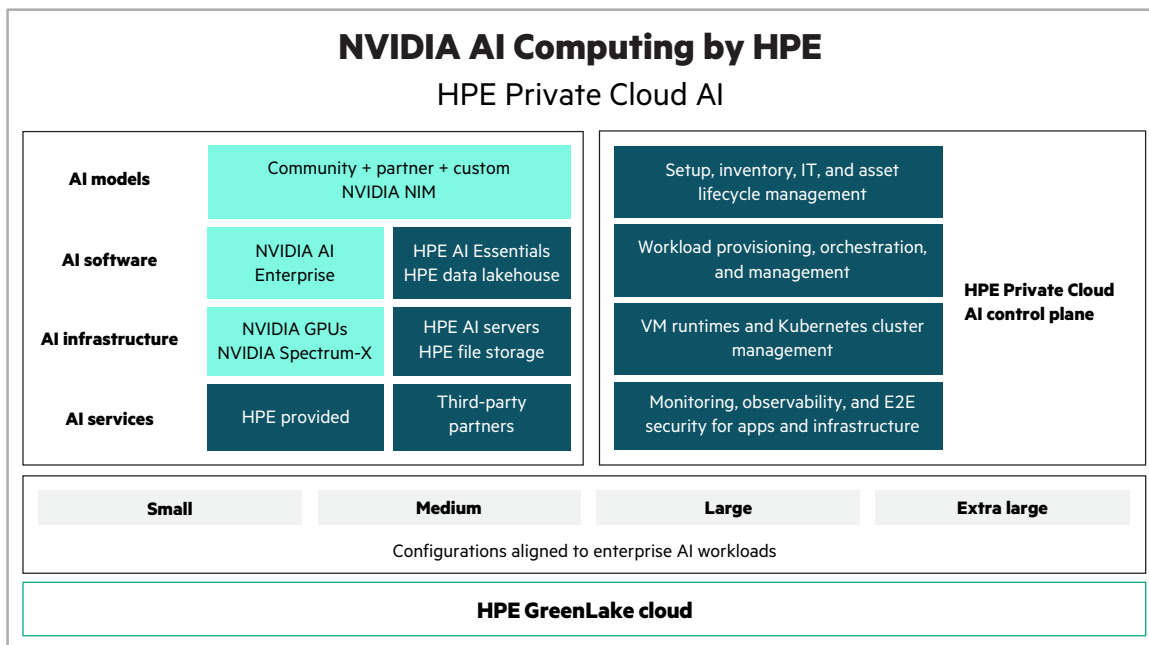 NVIDIA AI Computing by HPE
HPE Private Cloud AI
AI models
Community + partner + custom
NVIDIA NIM
AI software
NVIDIA AI
Enterprise
HPE AI Essentials
HPE data lakehouse
AI infrastructure
NVIDIA GPUs
NVIDIA Spectrum-X
HPE AI servers
HPE file storage
AI services
HPE provided
Third-party
partners
Setup, inventory, IT, and asset
lifecycle management
Workload provisioning, orchestration,
and management
VM runtimes and Kubernetes cluster
management
Monitoring, observability, and E2E
security for apps and infrastructure
HPE Private Cloud
AI control plane
Small
Medium
Large
Extra large
Configurations aligned to enterprise AI workloads
HPE GreenLake cloud